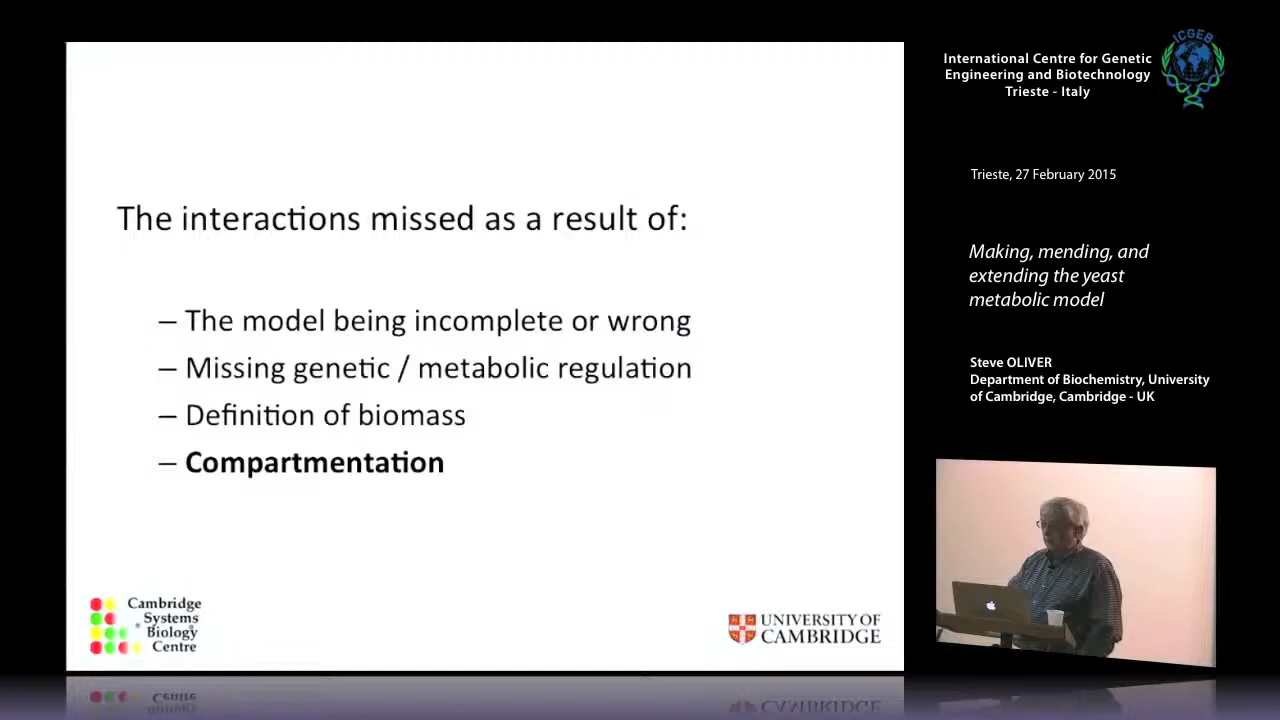 The interactions missed as a result of:
– The model being incomplete or wrong
– Missing genetic / metabolic regulation
– Definition of biomass
– Compartmentation
Cambridge
Systems
Biology
Centre
UNIVERSITY OF
CAMBRIDGE
International Centre for Genetic
Engineering and Biotechnology
Trieste - Italy
ICGEB
Trieste, 27 February 2015
Making, mending, and
extending the yeast
metabolic model
Steve OLIVER
Department of Biochemistry, University
of Cambridge, Cambridge - UK